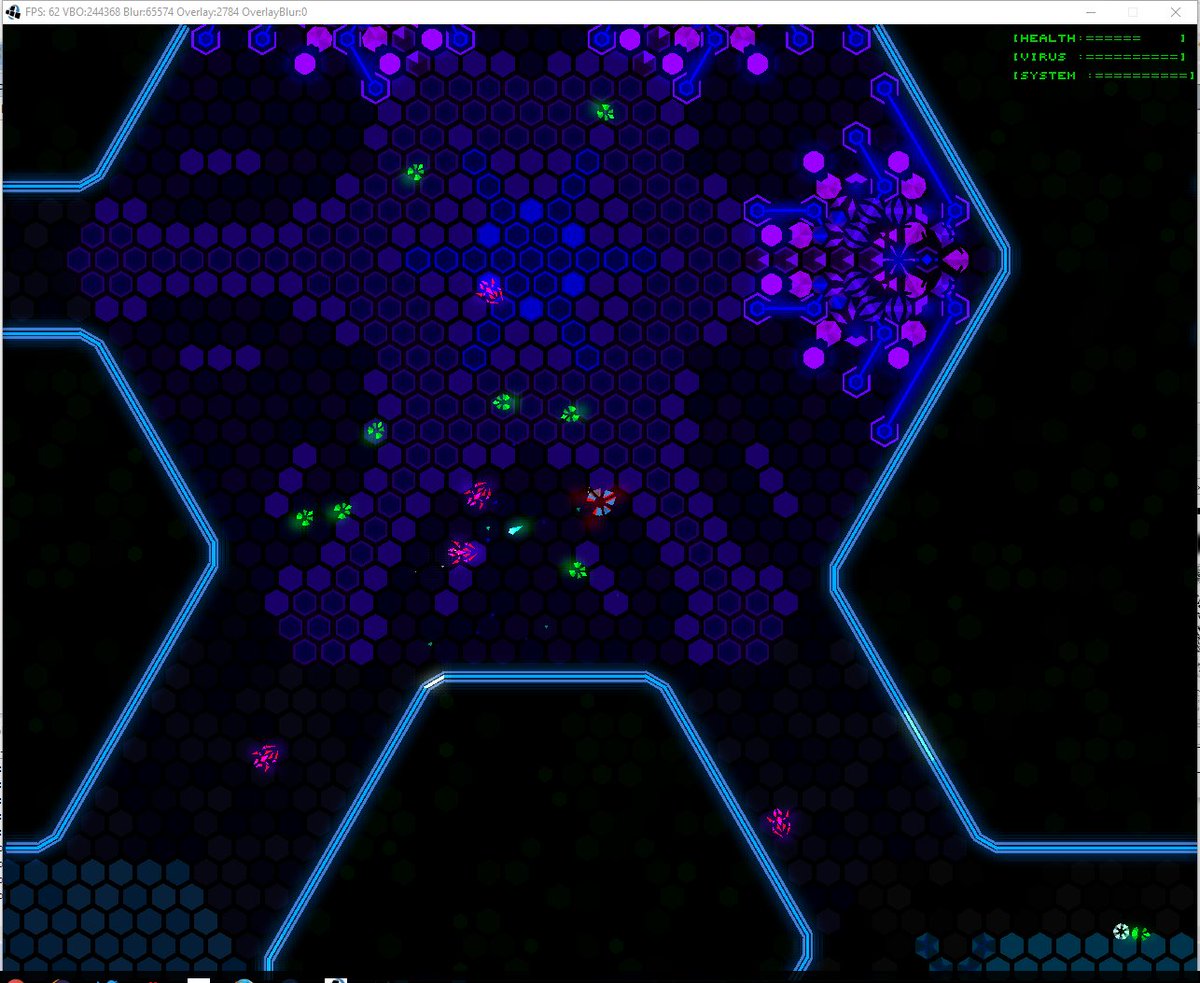 FPS: 62 VBO:244368 Blur:65574 Overlay:2784 OverlayBlur:0
[HEALTH:======    ]
[VIRUS :==========]
[SYSTEM :==========]